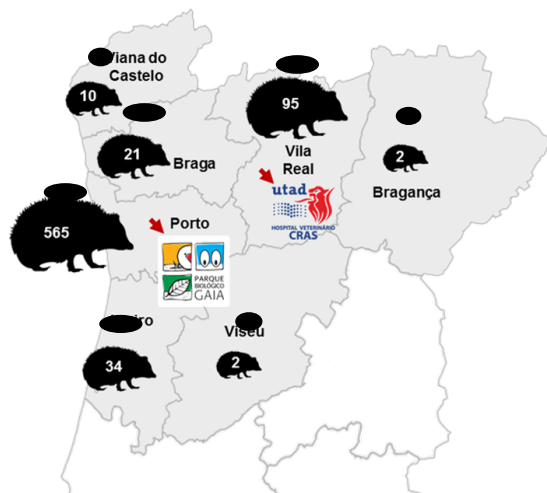 Viana do
Castelo
10
95
21
Braga
Vila
Real
2
Bragança
utad
HOSPITAL VETERINÁRIO
CRAS
565
Porto
PARQUE
BIOLÓGICO
GAIA
Viseu
34
2